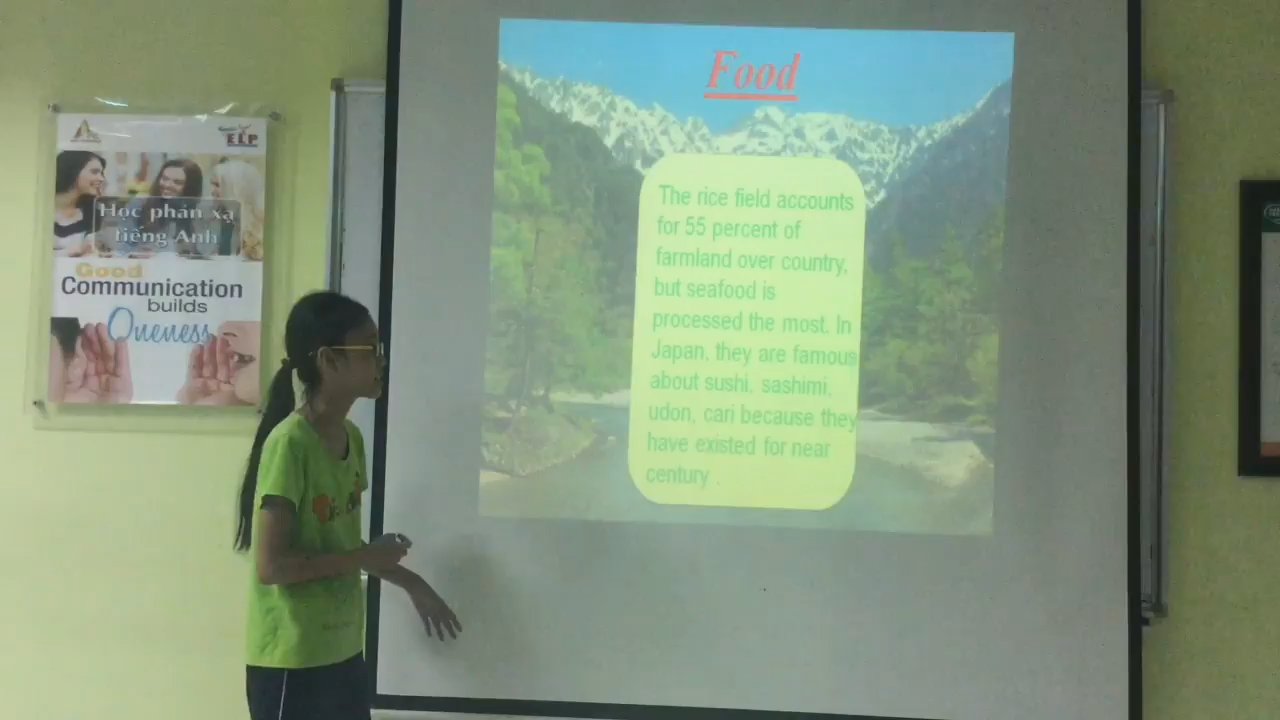 Food
The rice field accounts
for 55 percent of
farmland over country,
but seafood is
processed the most. In
Japan, they are famous
about sushi, sashimi,
udon, cari because they
have existed for near
century
ELP
Học phản xạ
tiếng Anh
Good
Communication
builds
Oneness